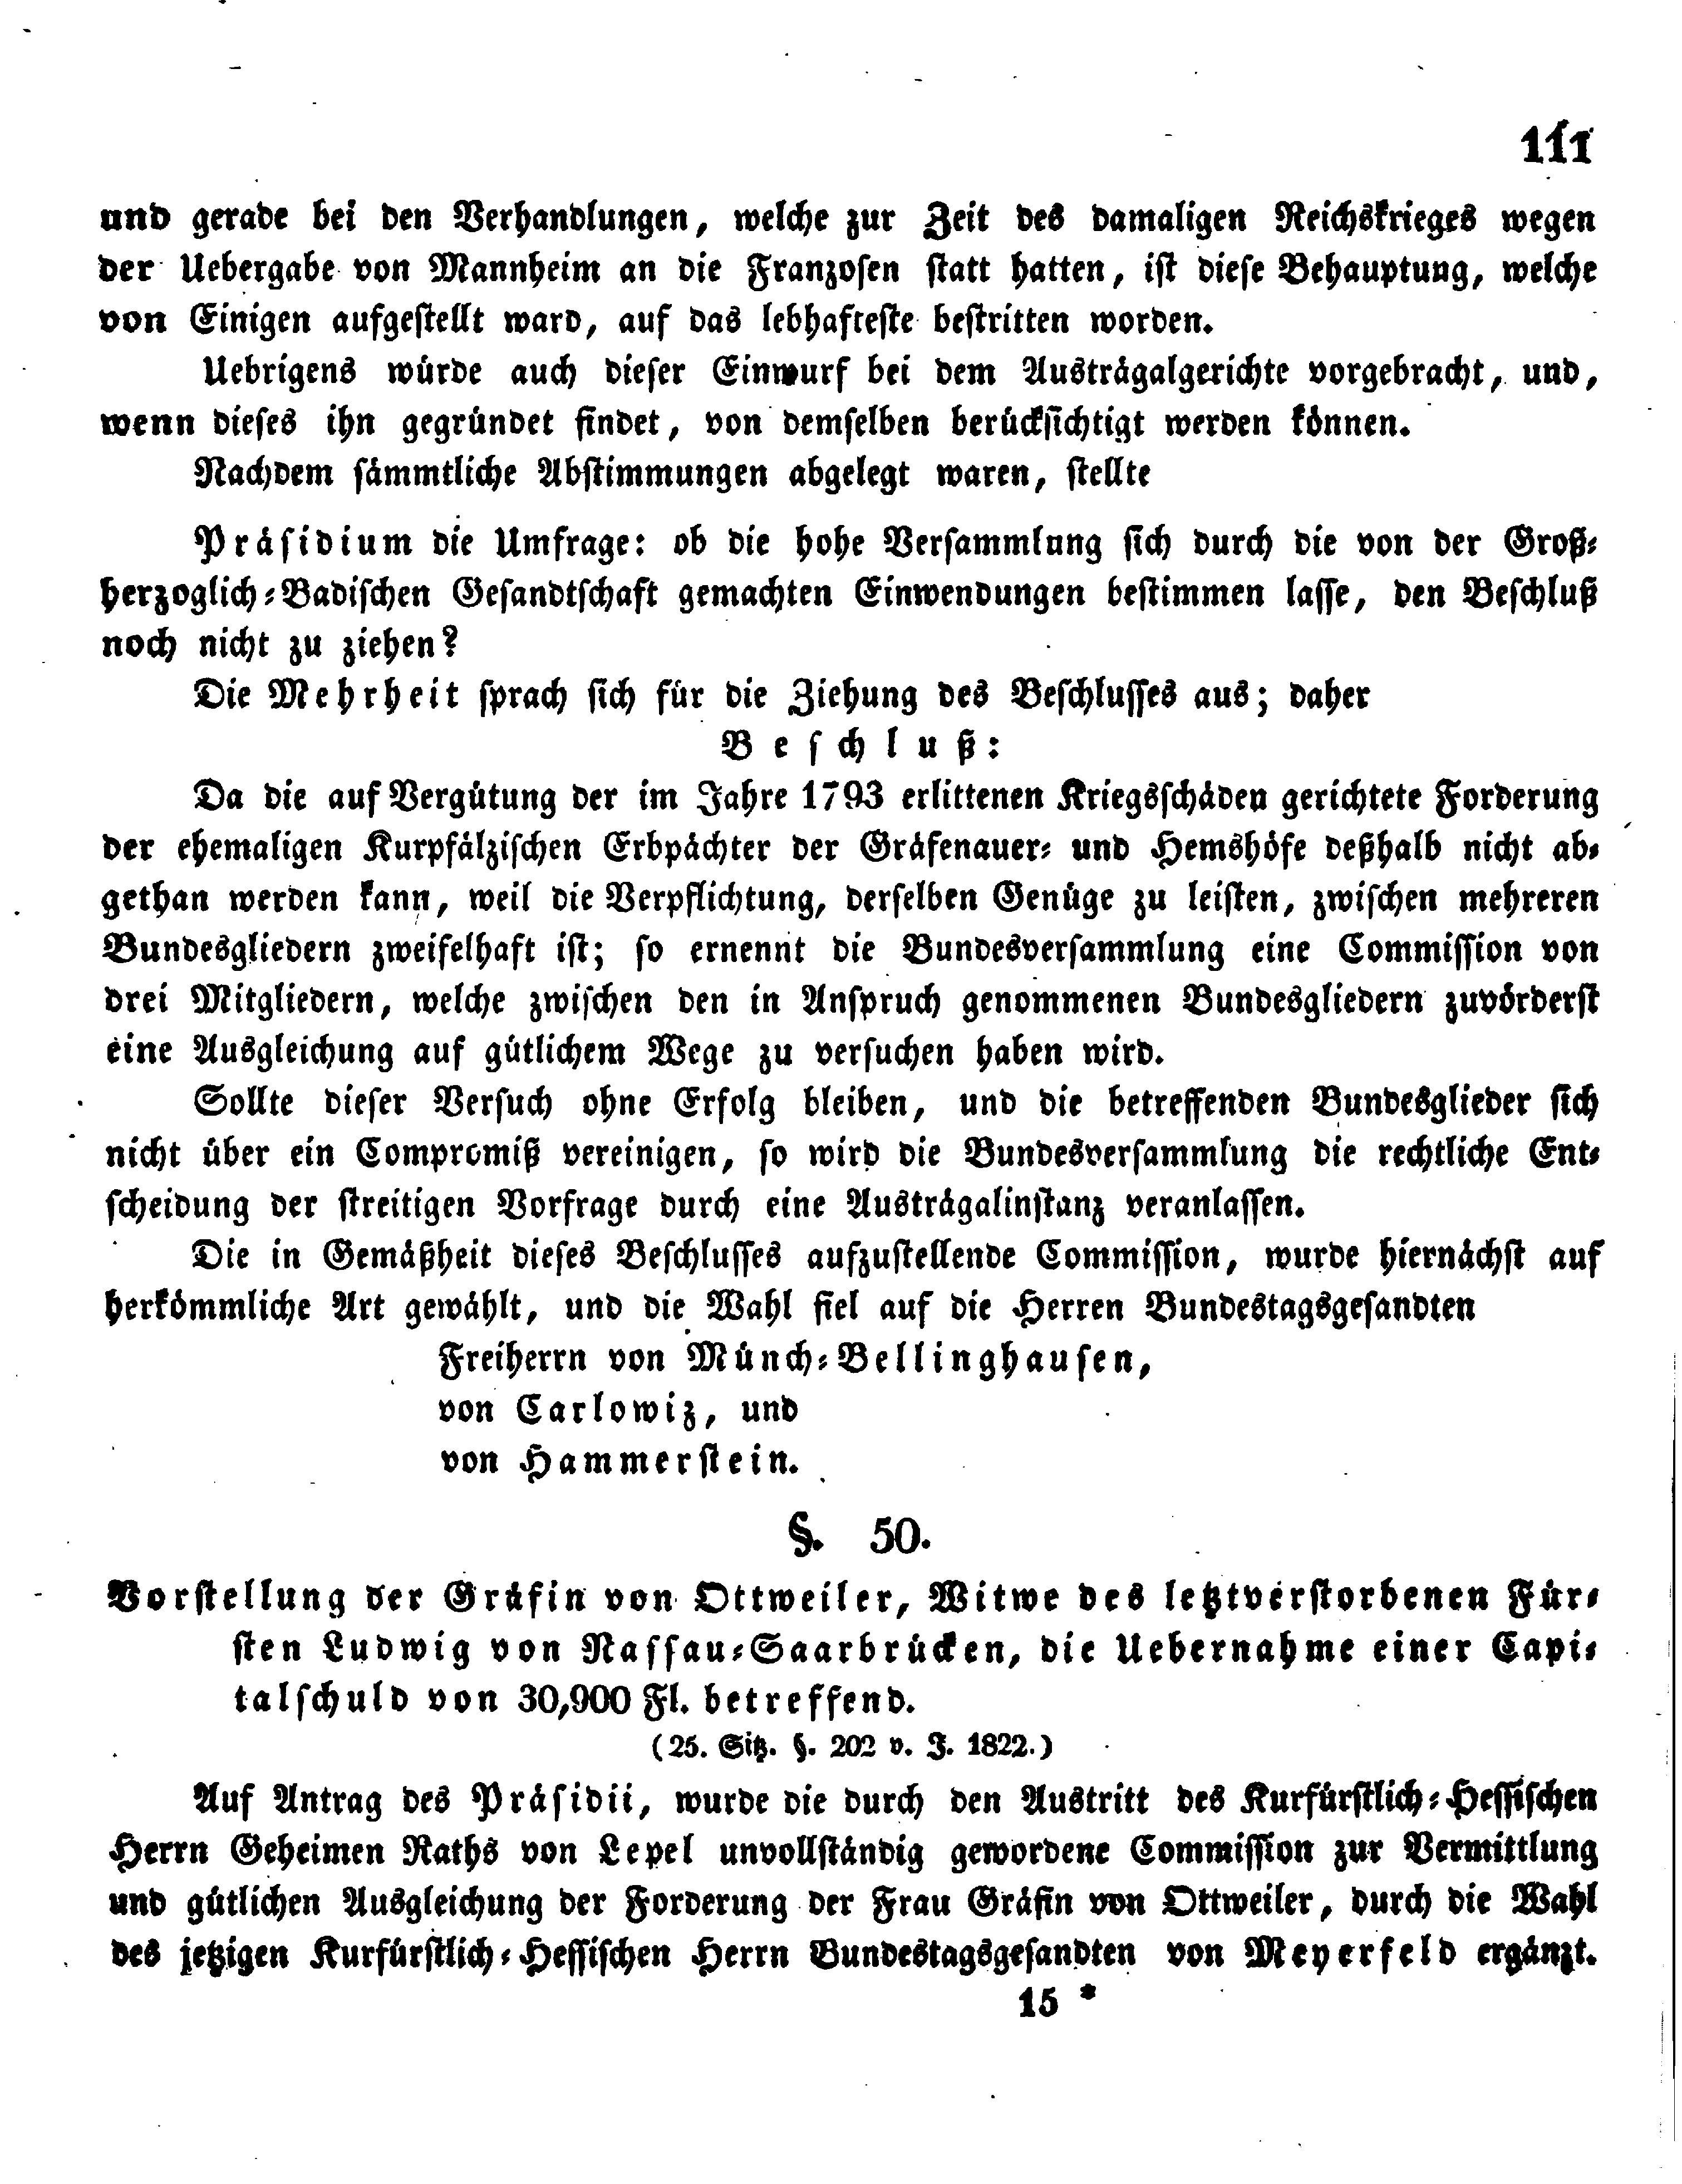 111
und gerade bei den Verhandlungen, welche zur Zeit des damaligen Reichskrieges wegen
der Uebergabe von Mannheim an die Franzosen statt hatten, ist diese Behauptung, welche
von Einigen aufgestellt ward, auf das lebhafteste bestritten worden.
Uebrigens würde auch dieser Einwurf bei dem Austrägalgerichte vorgebracht, und,
wenn dieses ihn gegründet findet, von demselben berücksichtigt werden können.
Nachdem sämmtliche Abstimmungen abgelegt waren, stellte
Präsidium die Umfrage: ob die hohe Versammlung sich durch die von der Groß-
herzoglich-Badischen Gesandtschaft gemachten Einwendungen bestimmen lasse, den Beschluß
noch nicht zu ziehen?
Die Mehrheit sprach sich für die Ziehung des Beschlusses aus; daher
Beschluß:
Da die auf Vergütung der im Jahre 1793 erlittenen Kriegsschäden gerichtete Forderung
der ehemaligen Kurpfälzischen Erbpächter der Gräfenauer- und Hemshöfe deßhalb nicht ab-
gethan werden kann, weil die Verpflichtung, derselben Genüge zu leisten, zwischen mehreren
Bundesgliedern zweifelhaft ist; so ernennt die Bundesversammlung eine Commission von
drei Mitgliedern, welche zwischen den in Anspruch genommenen Bundesgliedern zuvörderst
eine Ausgleichung auf gütlichem Wege zu versuchen haben wird.
Sollte dieser Versuch ohne Erfolg bleiben, und die betreffenden Bundesglieder sich
nicht über ein Compromiß vereinigen, so wird die Bundesversammlung die rechtliche Ent-
scheidung der streitigen Vorfrage durch eine Austrägalinstanz veranlassen.
Die in Gemäßheit dieses Beschlusses aufzustellende Commission, wurde hiernächst auf
herkömmliche Art gewählt, und die Wahl fiel auf die Herren Bundestagsgesandten
Freiherrn von Münch-Bellinghausen,
von Carlowiz, und
von Hammerstein.
§. 50.
Vorstellung der Gräfin von Ottweiler, Witwe des letztverstorbenen Für-
sten Ludwig von Nassau-Saarbrücken, die Uebernahme einer Capi-
talschuld von 30,900 Fl. betreffend.
(25. Sitz. §. 202 v. J. 1822.)
Auf Antrag des Präsidii, wurde die durch den Austritt des Kurfürstlich-Hessischen
Herrn Geheimen Raths von Lepel unvollständig gewordene Commission zur Vermittlung
und gütlichen Ausgleichung der Forderung der Frau Gräfin von Ottweiler, durch die Wahl
des jetzigen Kurfürstlich-Hessischen Herrn Bundestagsgesandten von Meyerfeld ergänzt.
15 *